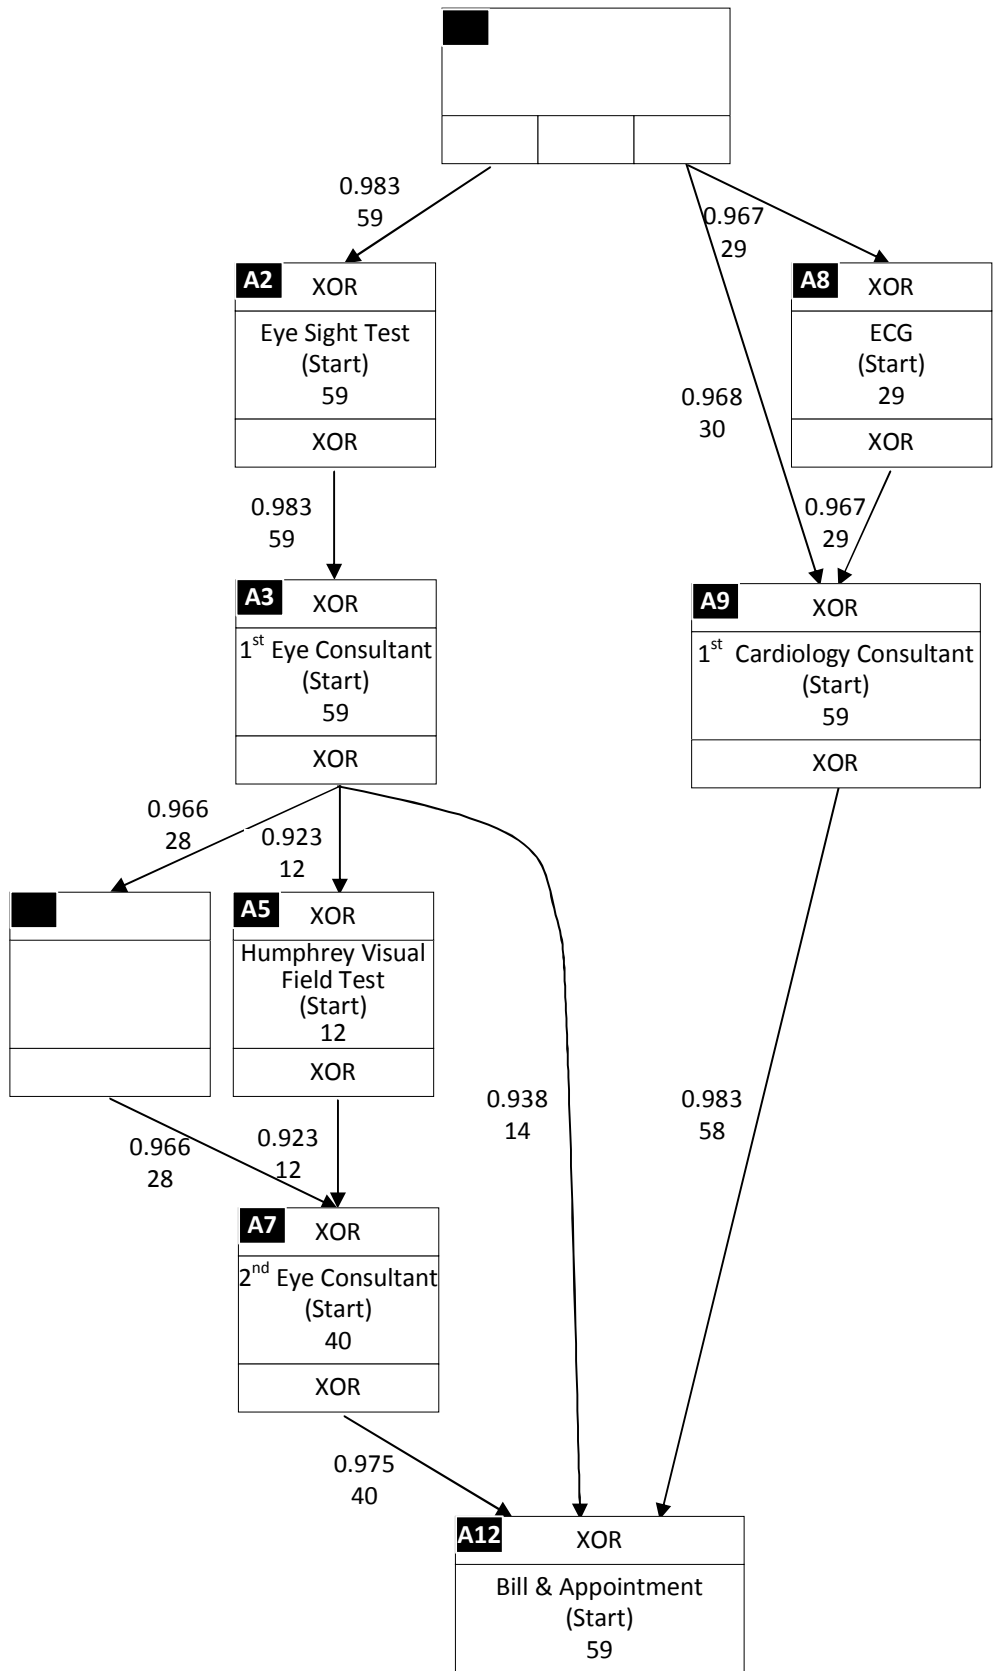 0.983
59
0.967
29
A2 XOR
Eye Sight Test
(Start)
59
XOR
A8 XOR
ECG
(Start)
29
XOR
0.968
30
0.983
59
0.967
29
A3 XOR
1st Eye Consultant
(Start)
59
XOR
A9 XOR
1st Cardiology Consultant
(Start)
59
XOR
0.966
28
0.923
12
A5 XOR
Humphrey Visual
Field Test
(Start)
12
XOR
0.938
14
0.983
58
0.966
28
0.923
12
A7 XOR
2nd Eye Consultant
(Start)
40
XOR
0.975
40
A12 XOR
Bill & Appointment
(Start)
59